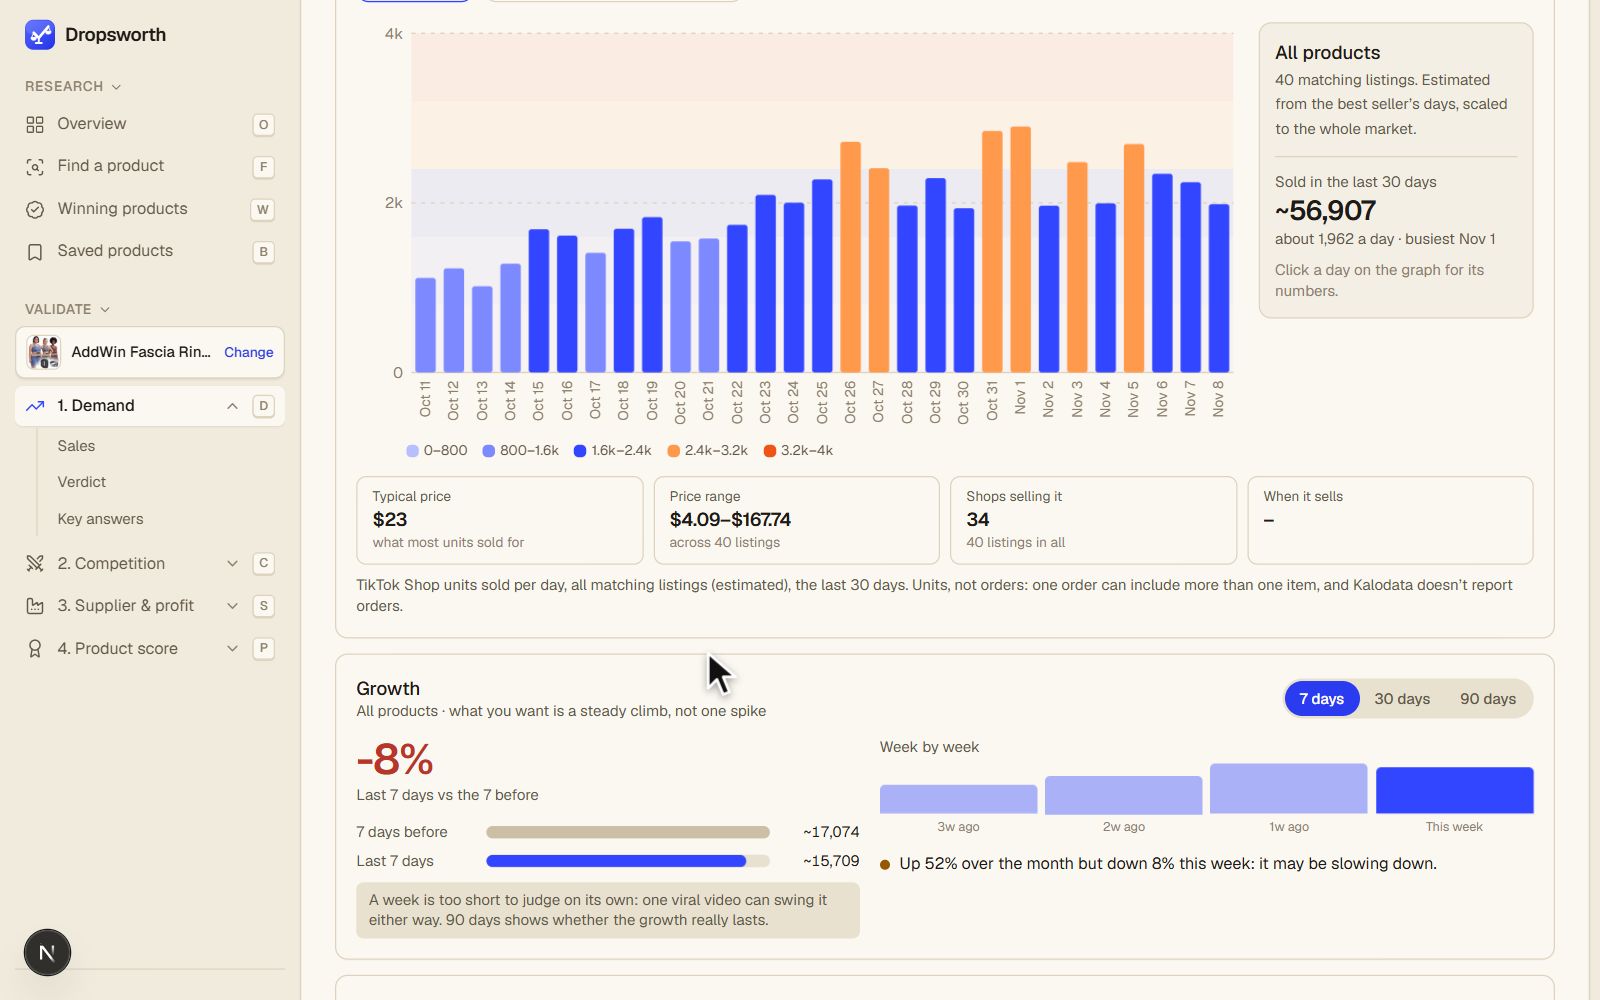 Dropsworth
RESEARCH
Overview O
Find a product F
Winning products W
Saved products B
VALIDATE
AddWin Fascia Rin... Change
1. Demand D
Sales
Verdict
Key answers
2. Competition C
3. Supplier & profit S
4. Product score P
N
4k
2k
0
Oct 11 Oct 12 Oct 13 Oct 14 Oct 15 Oct 16 Oct 17 Oct 18 Oct 19 Oct 20 Oct 21 Oct 22 Oct 23 Oct 24 Oct 25 Oct 26 Oct 27 Oct 28 Oct 29 Oct 30 Oct 31 Nov 1 Nov 2 Nov 3 Nov 4 Nov 5 Nov 6 Nov 7 Nov 8
0–800 800–1.6k 1.6k–2.4k 2.4k–3.2k 3.2k–4k
All products
40 matching listings. Estimated
from the best seller’s days, scaled
to the whole market.
Sold in the last 30 days
~56,907
about 1,962 a day · busiest Nov 1
Click a day on the graph for its
numbers.
Typical price
$23
what most units sold for
Price range
$4.09–$167.74
across 40 listings
Shops selling it
34
40 listings in all
When it sells
–
TikTok Shop units sold per day, all matching listings (estimated), the last 30 days. Units, not orders: one order can include more than one item, and Kalodata doesn’t report
orders.
Growth
All products · what you want is a steady climb, not one spike
7 days 30 days 90 days
-8%
Last 7 days vs the 7 before
7 days before ~17,074
Last 7 days ~15,709
A week is too short to judge on its own: one viral video can swing it
either way. 90 days shows whether the growth really lasts.
Week by week
3w ago 2w ago 1w ago This week
Up 52% over the month but down 8% this week: it may be slowing down.